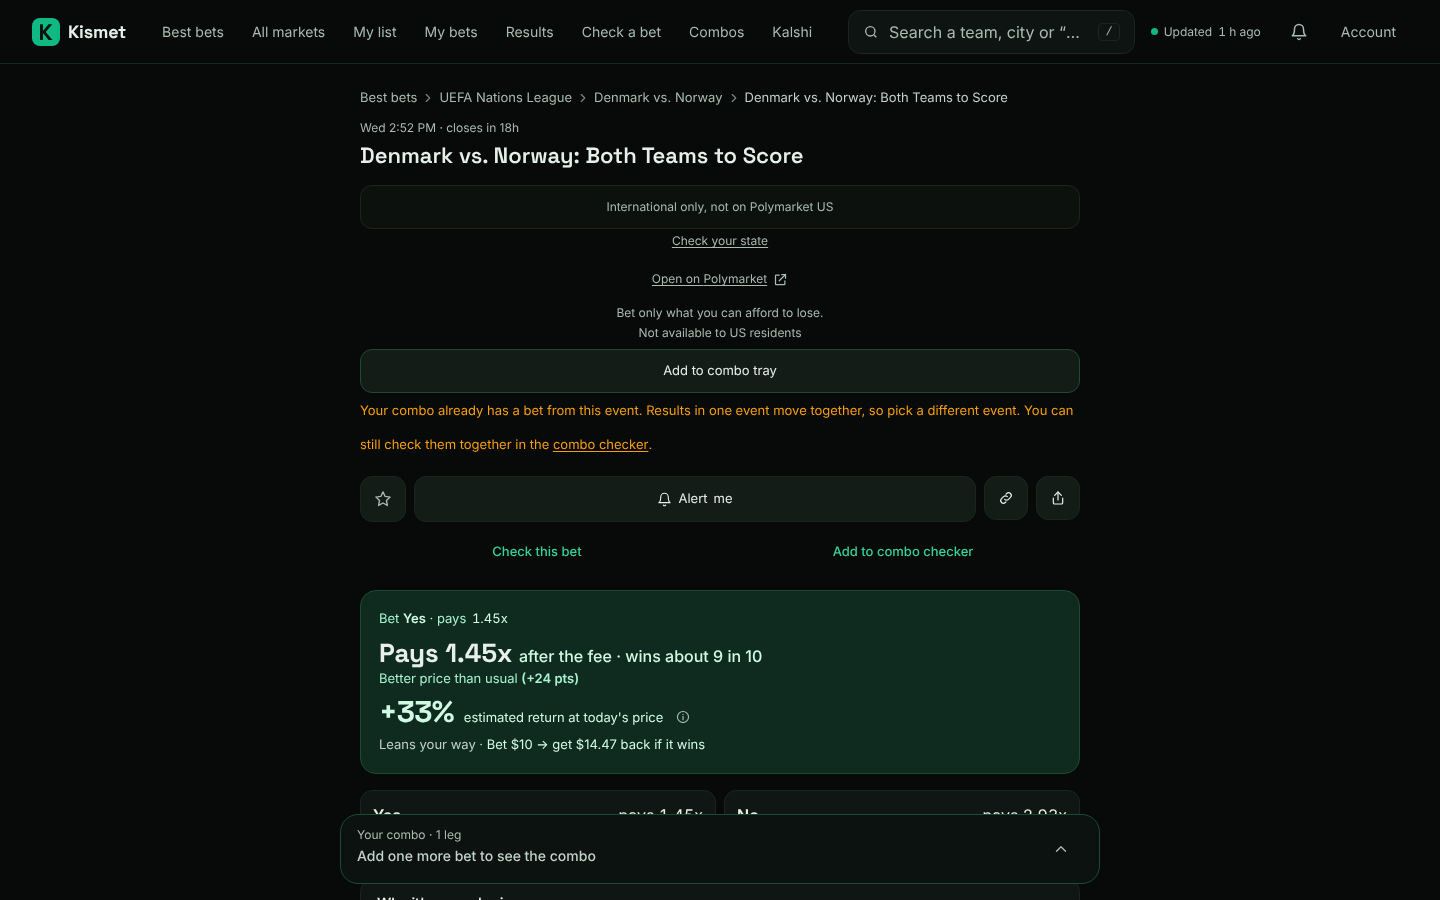 Kismet
Best bets
All markets
My list
My bets
Results
Check a bet
Combos
Kalshi
Search a team, city or “...
/
Updated 1 h ago
Account
Best bets > UEFA Nations League > Denmark vs. Norway > Denmark vs. Norway: Both Teams to Score
Wed 2:52 PM · closes in 18h
Denmark vs. Norway: Both Teams to Score
International only, not on Polymarket US
Check your state
Open on Polymarket
Bet only what you can afford to lose.
Not available to US residents
Add to combo tray
Your combo already has a bet from this event. Results in one event move together, so pick a different event. You can
still check them together in the combo checker.
Alert me
Check this bet
Add to combo checker
Bet Yes · pays 1.45x
Pays 1.45x after the fee · wins about 9 in 10
Better price than usual (+24 pts)
+33% estimated return at today's price
Leans your way · Bet $10 → get $14.47 back if it wins
Yes pays 1.45x
No pays
Your combo · 1 leg
Add one more bet to see the combo